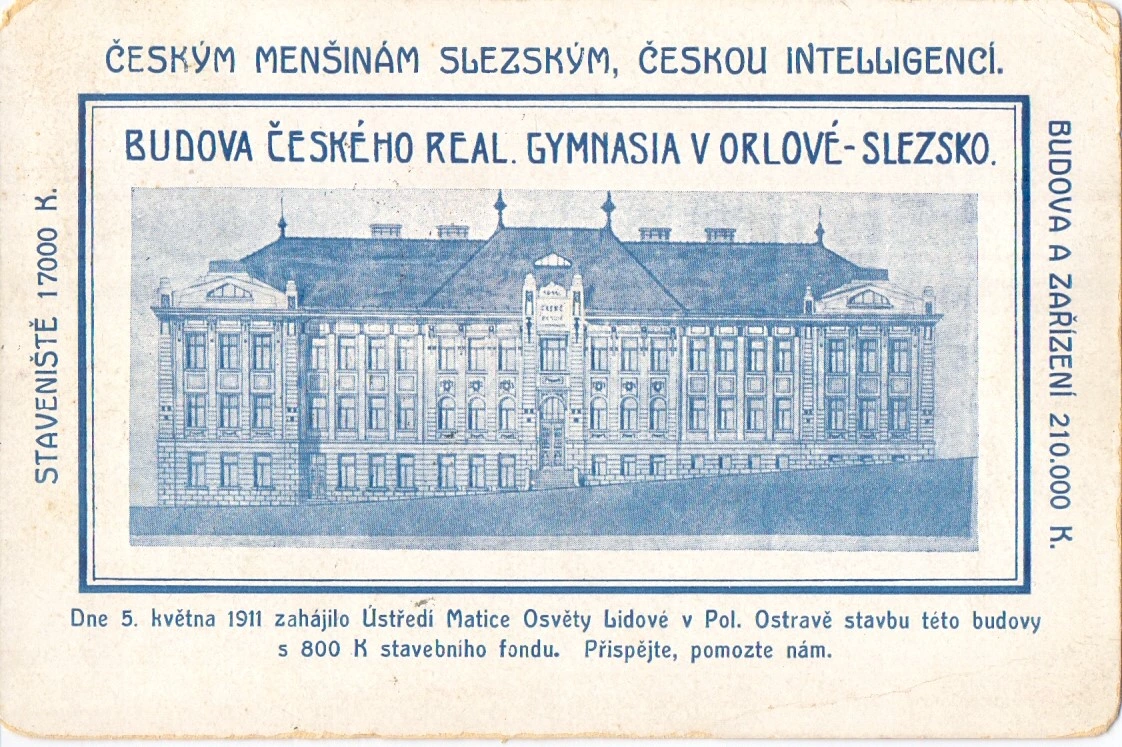 ČESKÝM MENŠINÁM SLEZSKÝM, ČESKOU INTELLIGENCÍ.
BUDOVA ČESKÉHO REAL. GYMNASIA V ORLOVÉ-SLEZSKO.
STAVENIŠTĚ 17000 K.
BUDOVA A ZAŘÍZENÍ 210.000 K.
Dne 5. května 1911 zahájilo Ústředí Matice Osvěty Lidové v Pol. Ostravě stavbu této budovy
s 800 K stavebního fondu. Přispějte, pomozte nám.